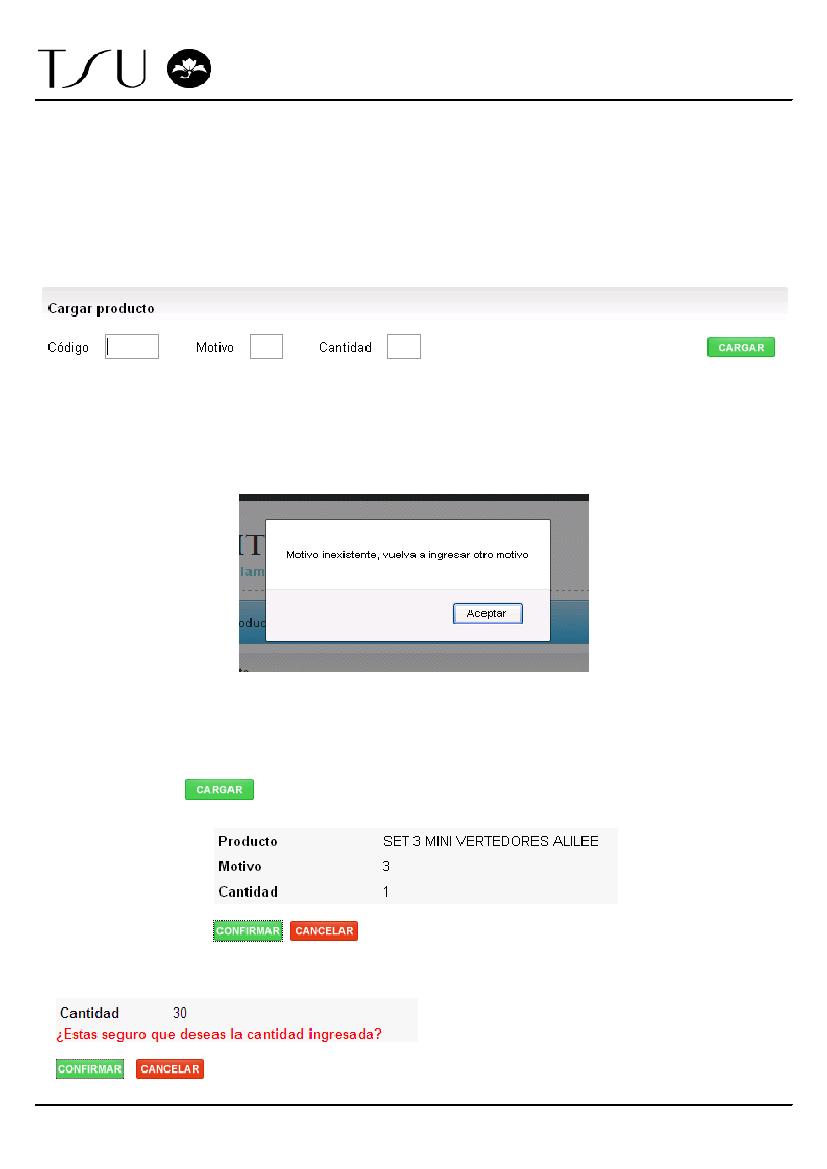 TSU
Cargar producto
Código Motivo Cantidad CARGAR
IT
lam
Motivo inexistente, vuelva a ingresar otro motivo
Aceptar
oduc
CARGAR
Producto SET 3 MINI VERTEDORES ALILEE
Motivo 3
Cantidad 1
CONFIRMAR CANCELAR
Cantidad 30
¿Estas seguro que deseas la cantidad ingresada?
CONFIRMAR CANCELAR